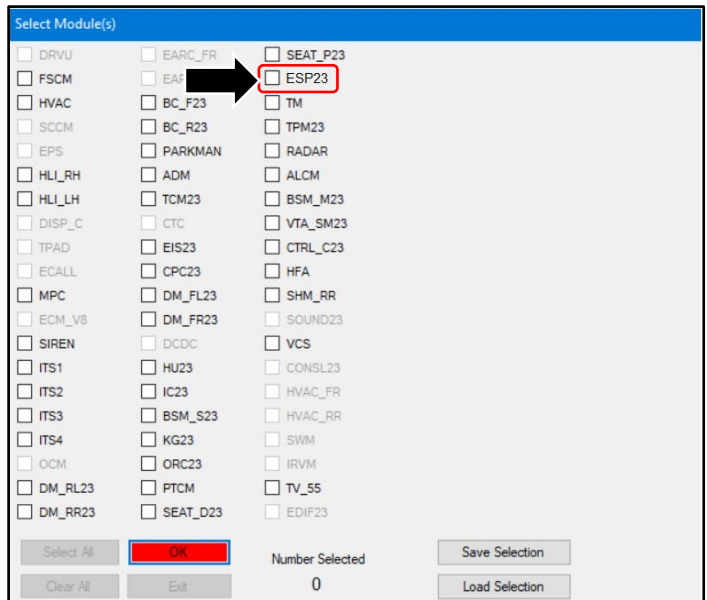 Select Module(s)
DRVU EARC_FR SEAT_P23
FSCM EAR ESP23
HVAC BC_F23 TM
SCCM BC_R23 TPM23
EPS PARKMAN RADAR
HLI_RH ADM ALCM
HLI_LH TCM23 BSM_M23
DISP_C CTC VTA_SM23
TPAD EIS23 CTRL_C23
ECALL CPC23 HFA
MPC DM_FL23 SHM_RR
ECM_V8 DM_FR23 SOUND23
SIREN DCDC VCS
ITS1 HU23 CONSL23
ITS2 IC23 HVAC_FR
ITS3 BSM_S23 HVAC_RR
ITS4 KG23 SWM
OCM ORC23 IRVM
DM_RL23 PTCM TV_55
DM_RR23 SEAT_D23 EDIF23
Select All OK Number Selected Save Selection
Clear All Exit 0 Load Selection